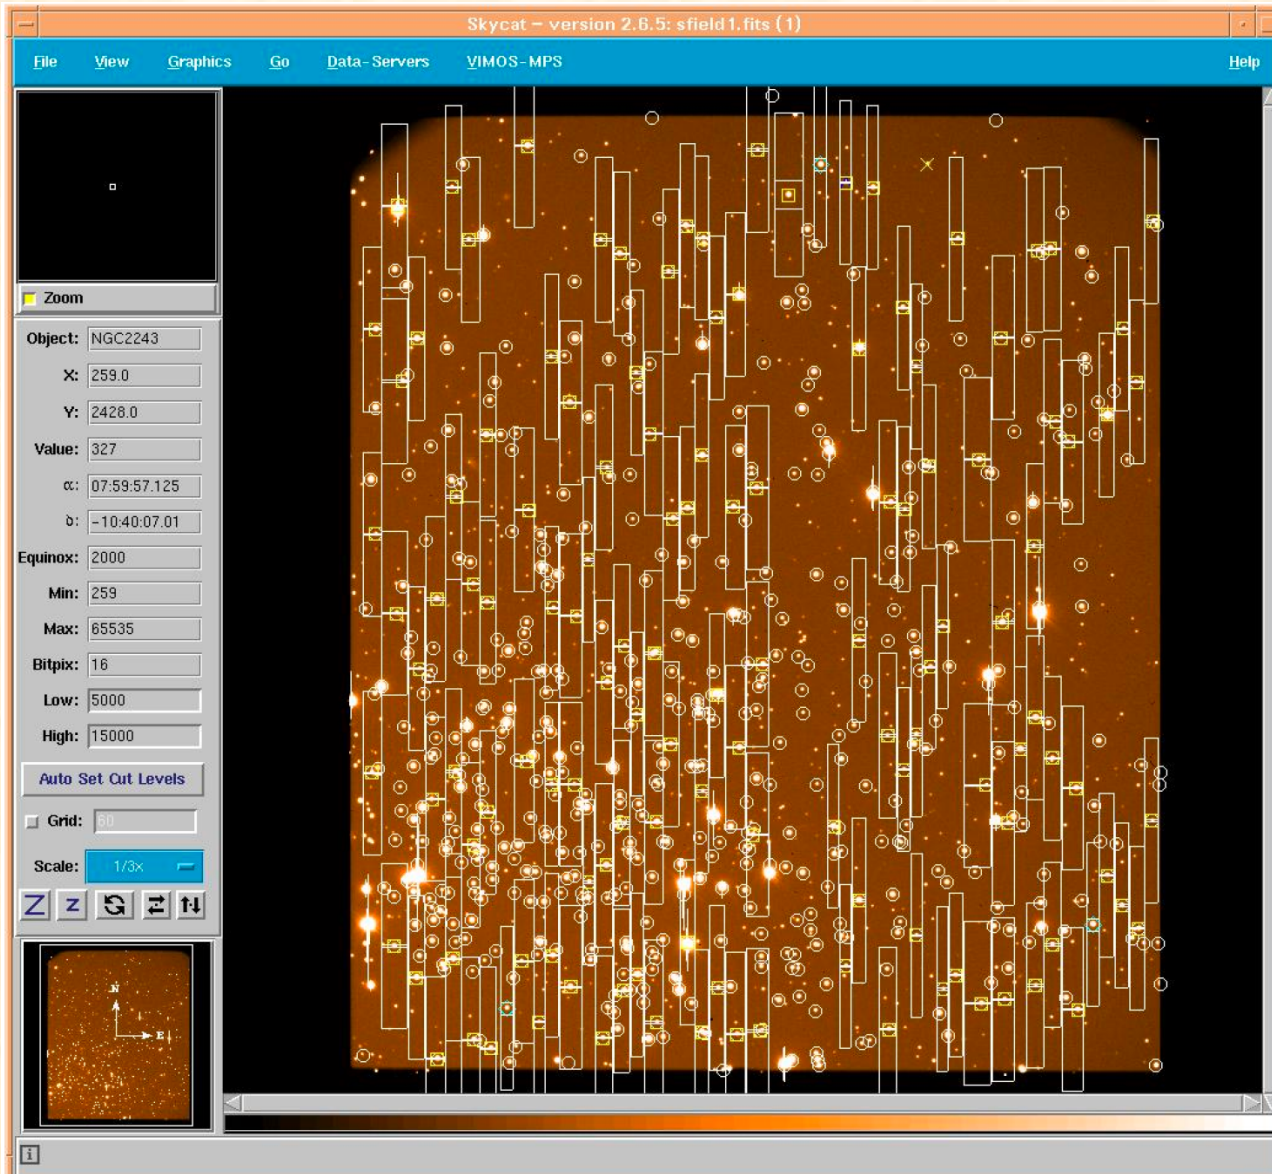 Skycat - version 2.6.5: sfield1.fits (1)
File View Graphics Go Data-Servers VIMOS-MPS Help
Zoom
Object: NGC2243
X: 259.0
Y: 2428.0
Value: 327
α: 07:59:57.125
δ: -10:40:07.01
Equinox: 2000
Min: 259
Max: 65535
Bitpix: 16
Low: 5000
High: 15000
Auto Set Cut Levels
Grid: 60
Scale: 1/3x
Z z
N
E
i